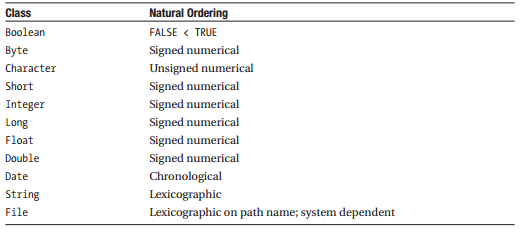 Class Natural Ordering
Boolean FALSE < TRUE
Byte Signed numerical
Character Unsigned numerical
Short Signed numerical
Integer Signed numerical
Long Signed numerical
Float Signed numerical
Double Signed numerical
Date Chronological
String Lexicographic
File Lexicographic on path name; system dependent